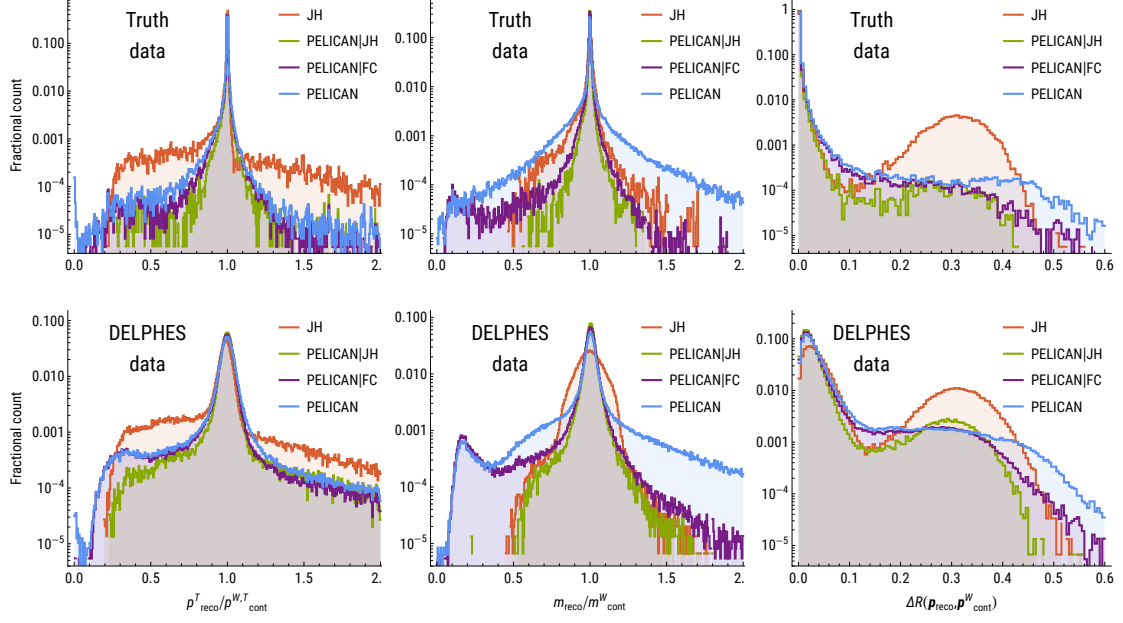 Truth
data
JH
PELICAN|JH
PELICAN|FC
PELICAN
Fractional count
0.100
0.010
0.001
10⁻⁴
10⁻⁵
0.0 0.5 1.0 1.5 2.
Truth
data
JH
PELICAN|JH
PELICAN|FC
PELICAN
0.100
0.010
0.001
10⁻⁴
10⁻⁵
0.0 0.5 1.0 1.5 2.
Truth
data
JH
PELICAN|JH
PELICAN|FC
PELICAN
1
0.100
0.010
0.001
10⁻⁴
10⁻⁵
0.0 0.1 0.2 0.3 0.4 0.5 0.6
DELPHES
data
JH
PELICAN|JH
PELICAN|FC
PELICAN
Fractional count
0.100
0.010
0.001
10⁻⁴
10⁻⁵
0.0 0.5 1.0 1.5 2.
p^T_reco/p^W,T_cont
DELPHES
data
JH
PELICAN|JH
PELICAN|FC
PELICAN
0.100
0.010
0.001
10⁻⁴
10⁻⁵
0.0 0.5 1.0 1.5 2.
m_reco/m^W_cont
DELPHES
data
JH
PELICAN|JH
PELICAN|FC
PELICAN
0.100
0.010
0.001
10⁻⁴
10⁻⁵
0.0 0.1 0.2 0.3 0.4 0.5 0.6
ΔR(p_reco,p^W_cont)